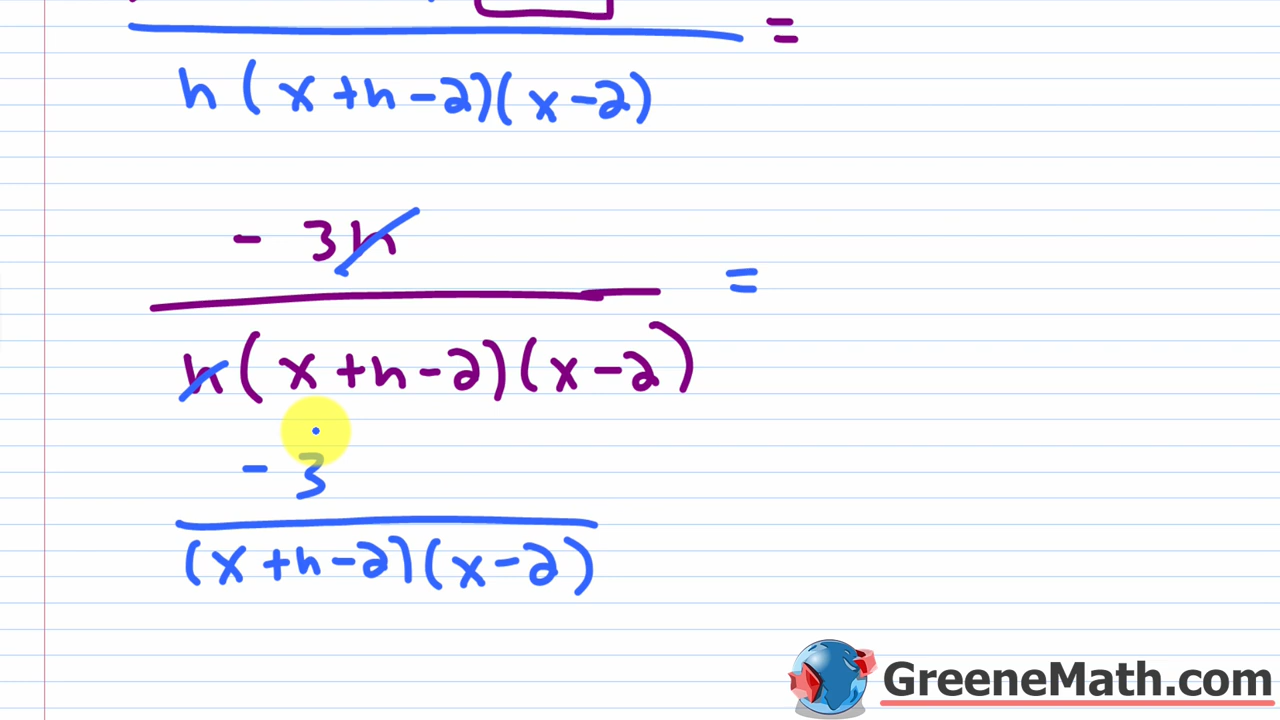 =
h(x+h-2)(x-2)
-3h
=
h(x+h-2)(x-2)
-3
(x+h-2)(x-2)
GreeneMath.com